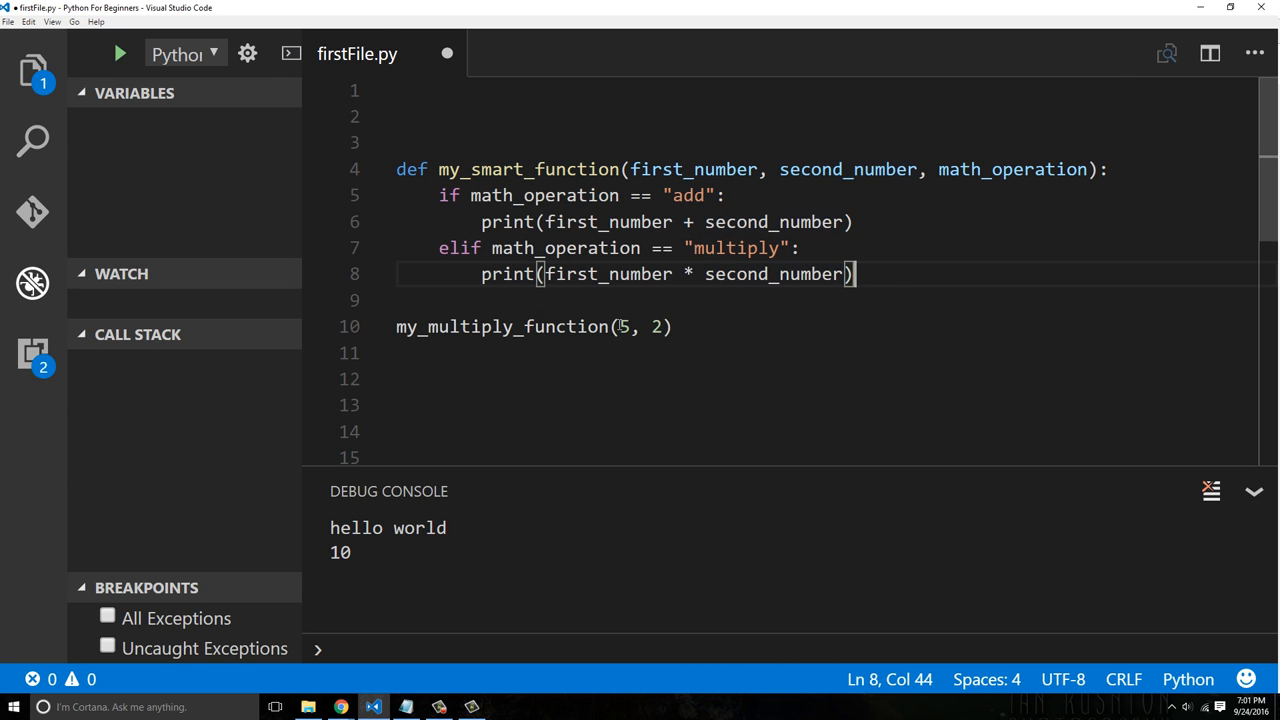 ● firstFile.py - Python For Beginners - Visual Studio Code
File Edit View Go Help
1
Python
firstFile.py
VARIABLES
WATCH
CALL STACK
2
BREAKPOINTS
All Exceptions
Uncaught Exceptions
1
2
3
4 def my_smart_function(first_number, second_number, math_operation):
5 if math_operation == "add":
6 print(first_number + second_number)
7 elif math_operation == "multiply":
8 print(first_number * second_number)
9
10 my_multiply_function(5, 2)
11
12
13
14
15
DEBUG CONSOLE
hello world
10
0 0 Ln 8, Col 44 Spaces: 4 UTF-8 CRLF Python
I'm Cortana. Ask me anything.
7:01 PM
9/24/2016